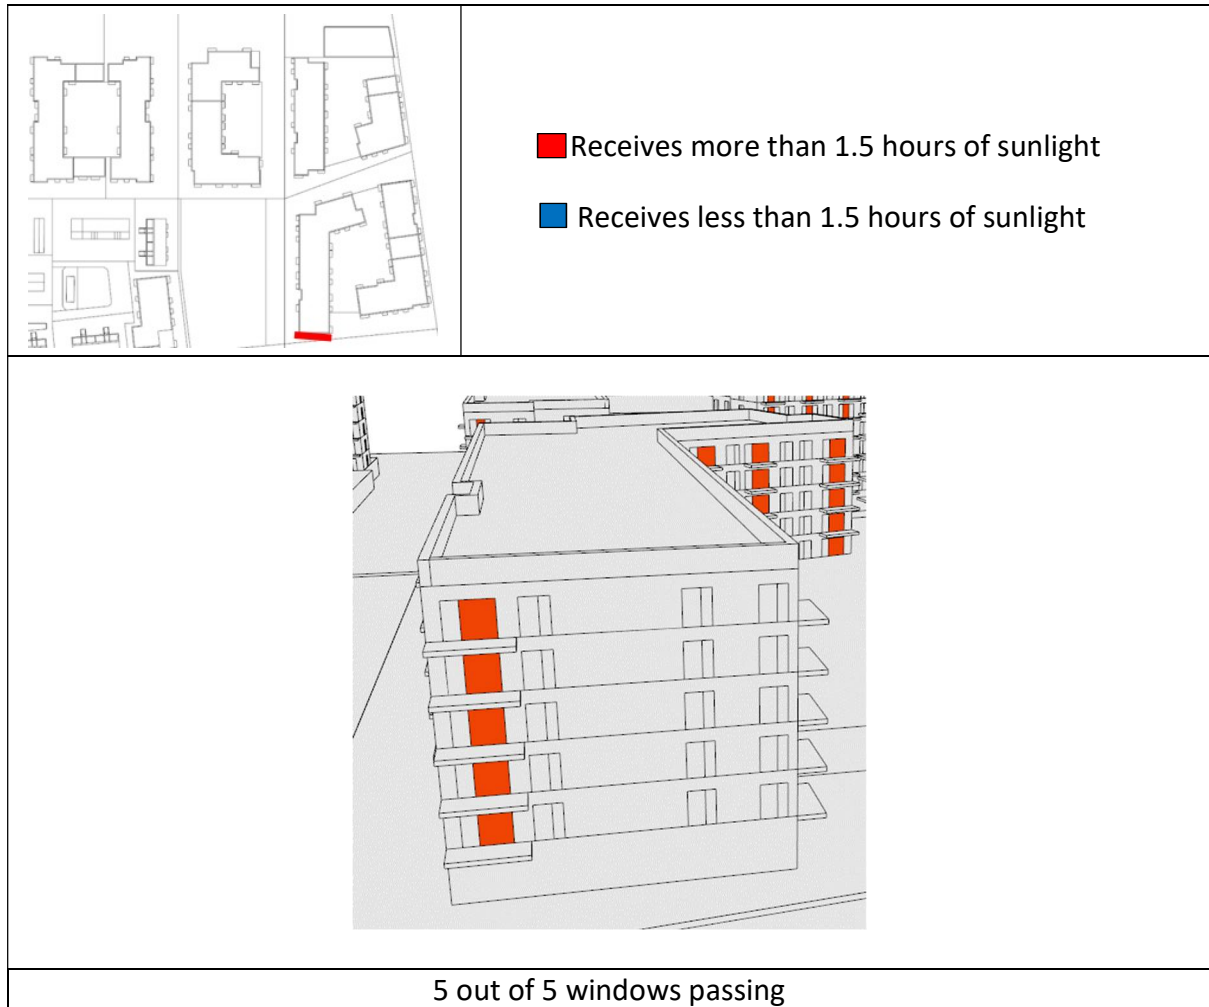 Receives more than 1.5 hours of sunlight
Receives less than 1.5 hours of sunlight
5 out of 5 windows passing